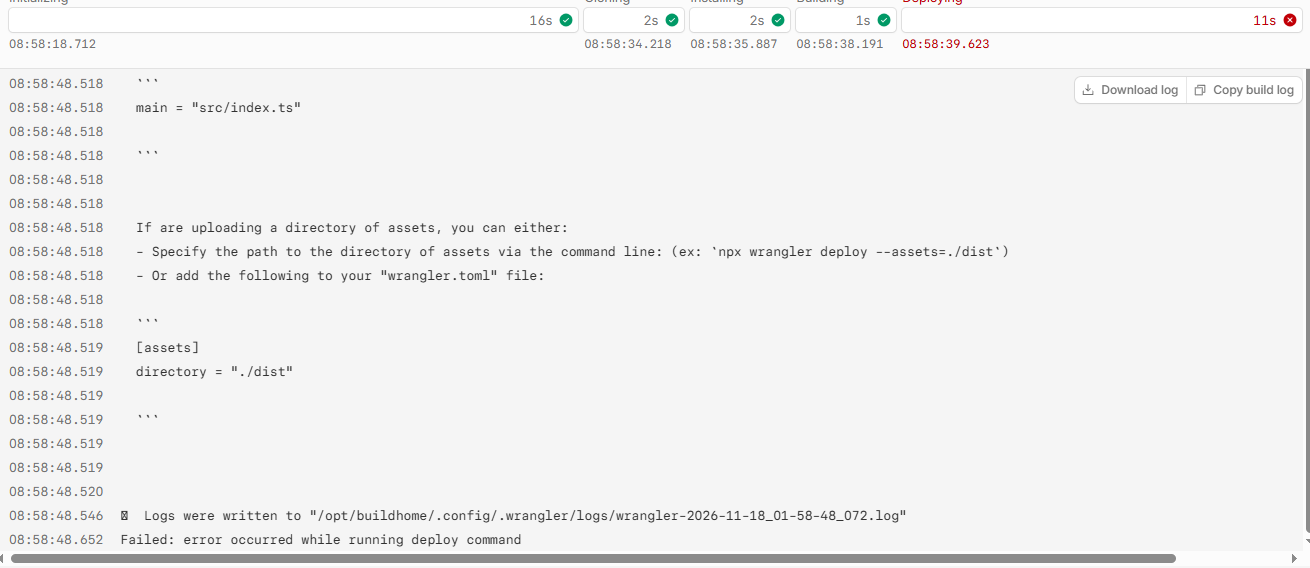 Initializing
Cloning
Installing
Building
Deploying
16s
2s
2s
1s
11s
08:58:18.712
08:58:34.218
08:58:35.887
08:58:38.191
08:58:39.623
Download log
Copy build log
08:58:48.518 ```
08:58:48.518 main = "src/index.ts"
08:58:48.518
08:58:48.518 ```
08:58:48.518
08:58:48.518
08:58:48.518 If are uploading a directory of assets, you can either:
08:58:48.518 - Specify the path to the directory of assets via the command line: (ex: `npx wrangler deploy --assets=./dist`)
08:58:48.518 - Or add the following to your "wrangler.toml" file:
08:58:48.518
08:58:48.518 ```
08:58:48.519 [assets]
08:58:48.519 directory = "./dist"
08:58:48.519
08:58:48.519 ```
08:58:48.519
08:58:48.519
08:58:48.520
08:58:48.546 Logs were written to "/opt/buildhome/.config/.wrangler/logs/wrangler-2026-11-18_01-58-48_072.log"
08:58:48.652 Failed: error occurred while running deploy command